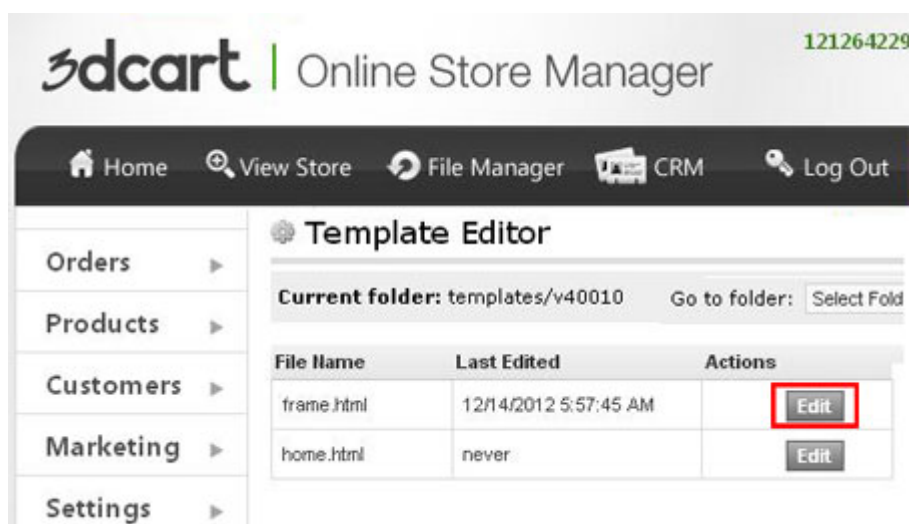 121264229
3dcart | Online Store Manager
Home View Store File Manager CRM Log Out
Template Editor
Orders
Current folder: templates/v40010 Go to folder: Select Fold
Products
File Name Last Edited Actions
Customers
frame.html 12/14/2012 5:57:45 AM Edit
Marketing
home.html never Edit
Settings